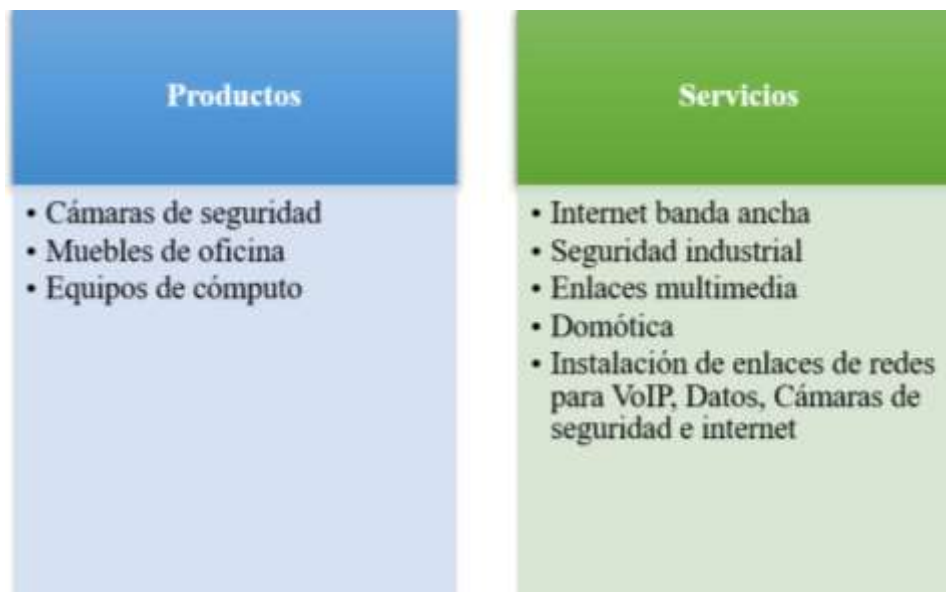 Productos
• Cámaras de seguridad
• Muebles de oficina
• Equipos de cómputo
Servicios
• Internet banda ancha
• Seguridad industrial
• Enlaces multimedia
• Domótica
• Instalación de enlaces de redes
para VoIP, Datos, Cámaras de
seguridad e internet